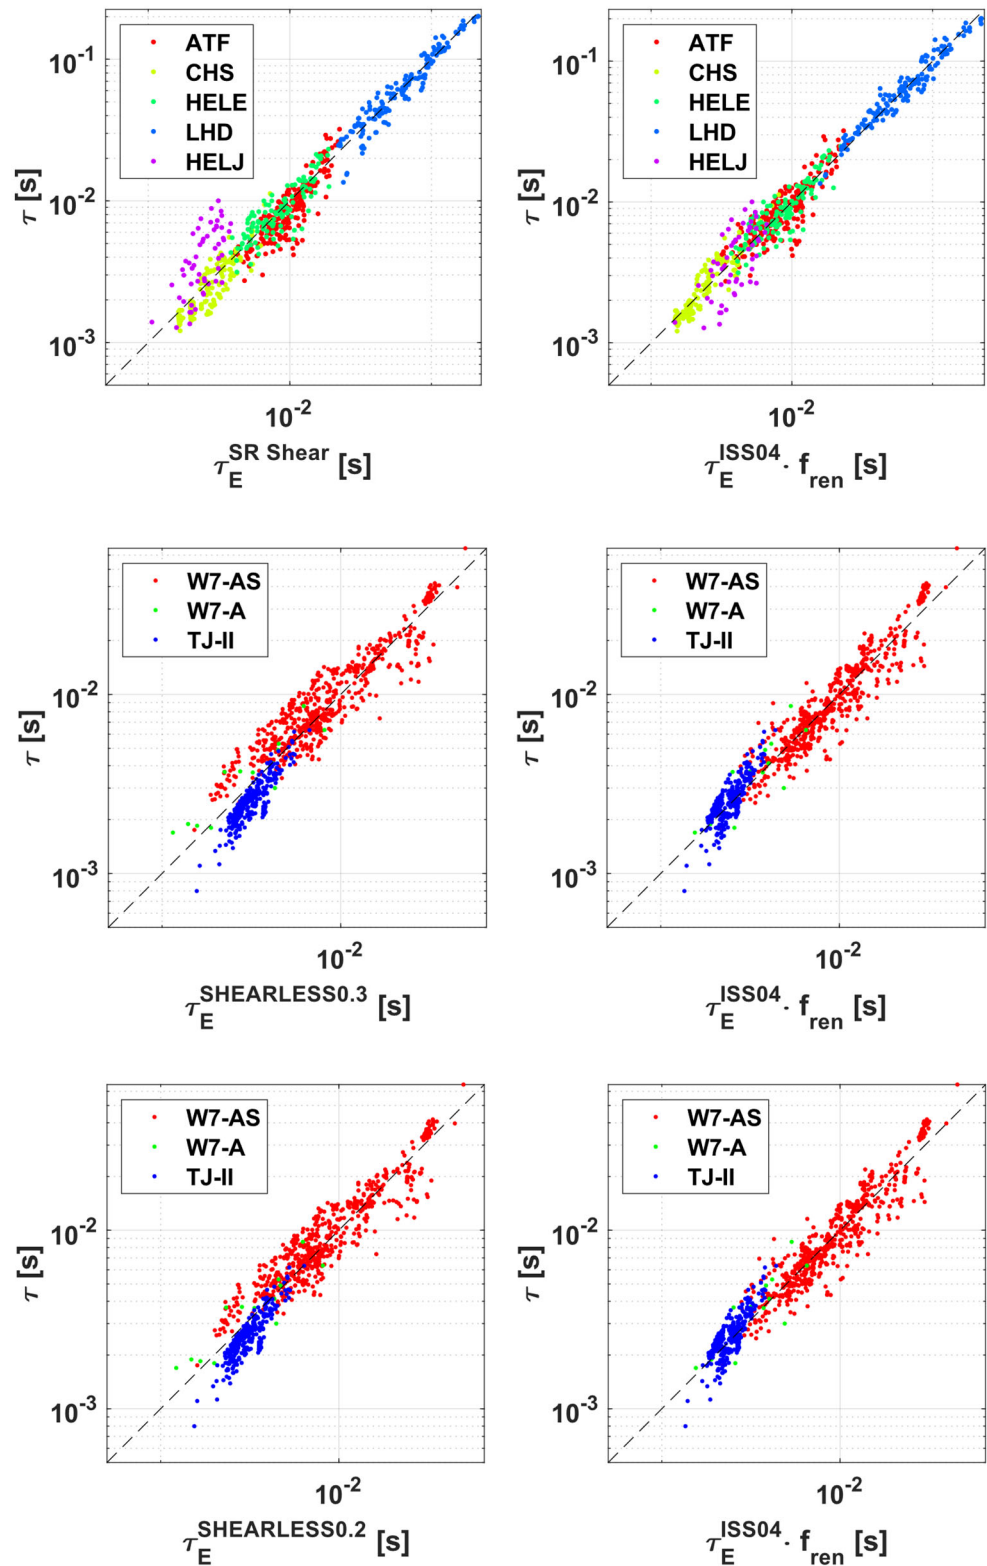 ATF
CHS
HELE
LHD
HELJ
10^-1
10^-2
10^-3
τ [s]
10^-2
τ_E^SR Shear [s]
ATF
CHS
HELE
LHD
HELJ
10^-1
10^-2
10^-3
τ [s]
10^-2
τ_E^ISS04 · f_ren [s]
W7-AS
W7-A
TJ-II
10^-2
10^-3
τ [s]
10^-2
τ_E^SHEARLESS0.3 [s]
W7-AS
W7-A
TJ-II
10^-2
10^-3
τ [s]
10^-2
τ_E^ISS04 · f_ren [s]
W7-AS
W7-A
TJ-II
10^-2
10^-3
τ [s]
10^-2
τ_E^SHEARLESS0.2 [s]
W7-AS
W7-A
TJ-II
10^-2
10^-3
τ [s]
10^-2
τ_E^ISS04 · f_ren [s]